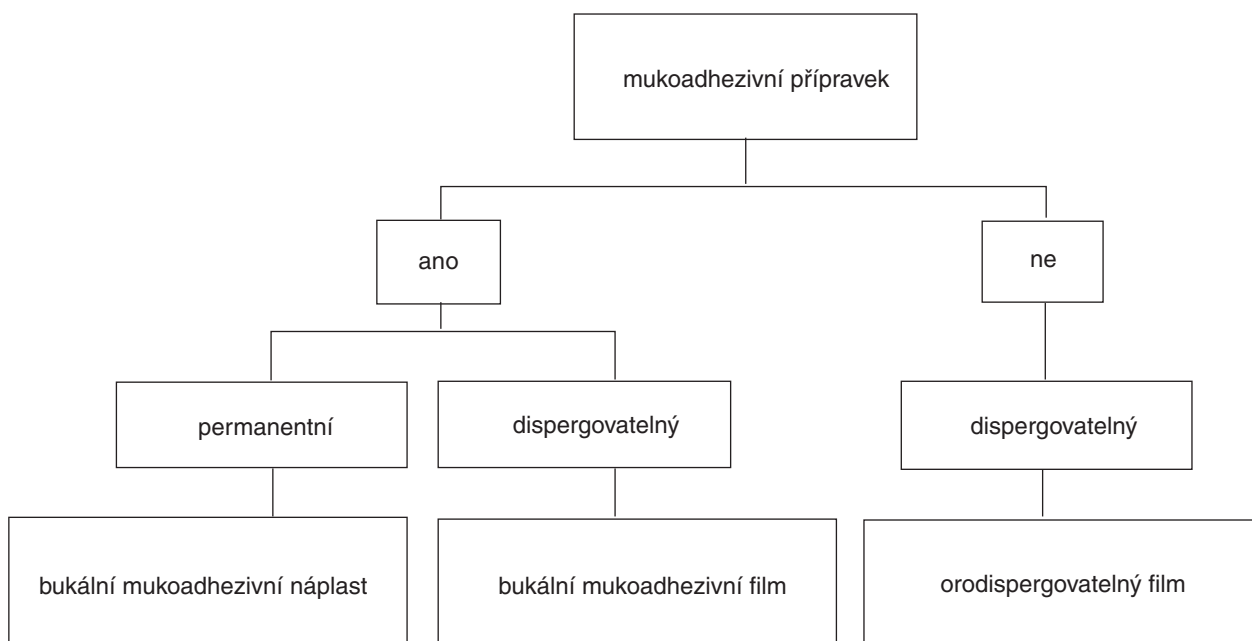 mukoadhezivní přípravek
ano
ne
permanentní
dispergovatelný
dispergovatelný
bukální mukoadhezivní náplast
bukální mukoadhezivní film
orodispergovatelný film